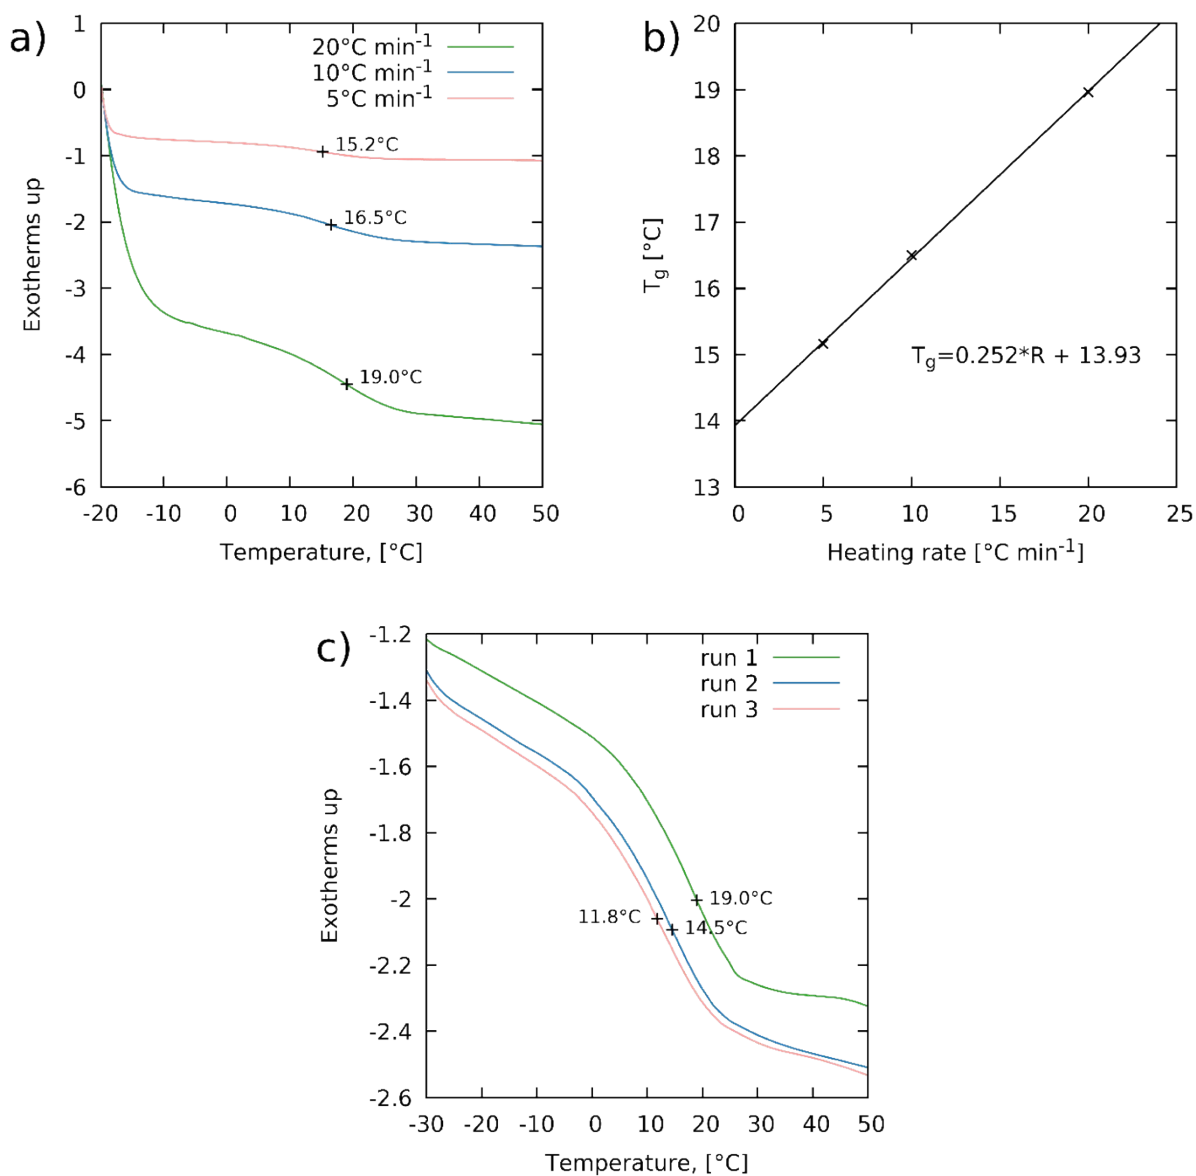 a)
1
0
-1
-2
-3
-4
-5
-6
Exotherms up
20°C min⁻¹
10°C min⁻¹
5°C min⁻¹
15.2°C
16.5°C
19.0°C
-20 -10 0 10 20 30 40 50
Temperature, [°C]
b)
20
19
18
17
16
15
14
13
T_g [°C]
T_g=0.252*R + 13.93
0 5 10 15 20 25
Heating rate [°C min⁻¹]
c)
-1.2
-1.4
-1.6
-1.8
-2
-2.2
-2.4
-2.6
Exotherms up
run 1
run 2
run 3
19.0°C
11.8°C
14.5°C
-30 -20 -10 0 10 20 30 40 50
Temperature, [°C]